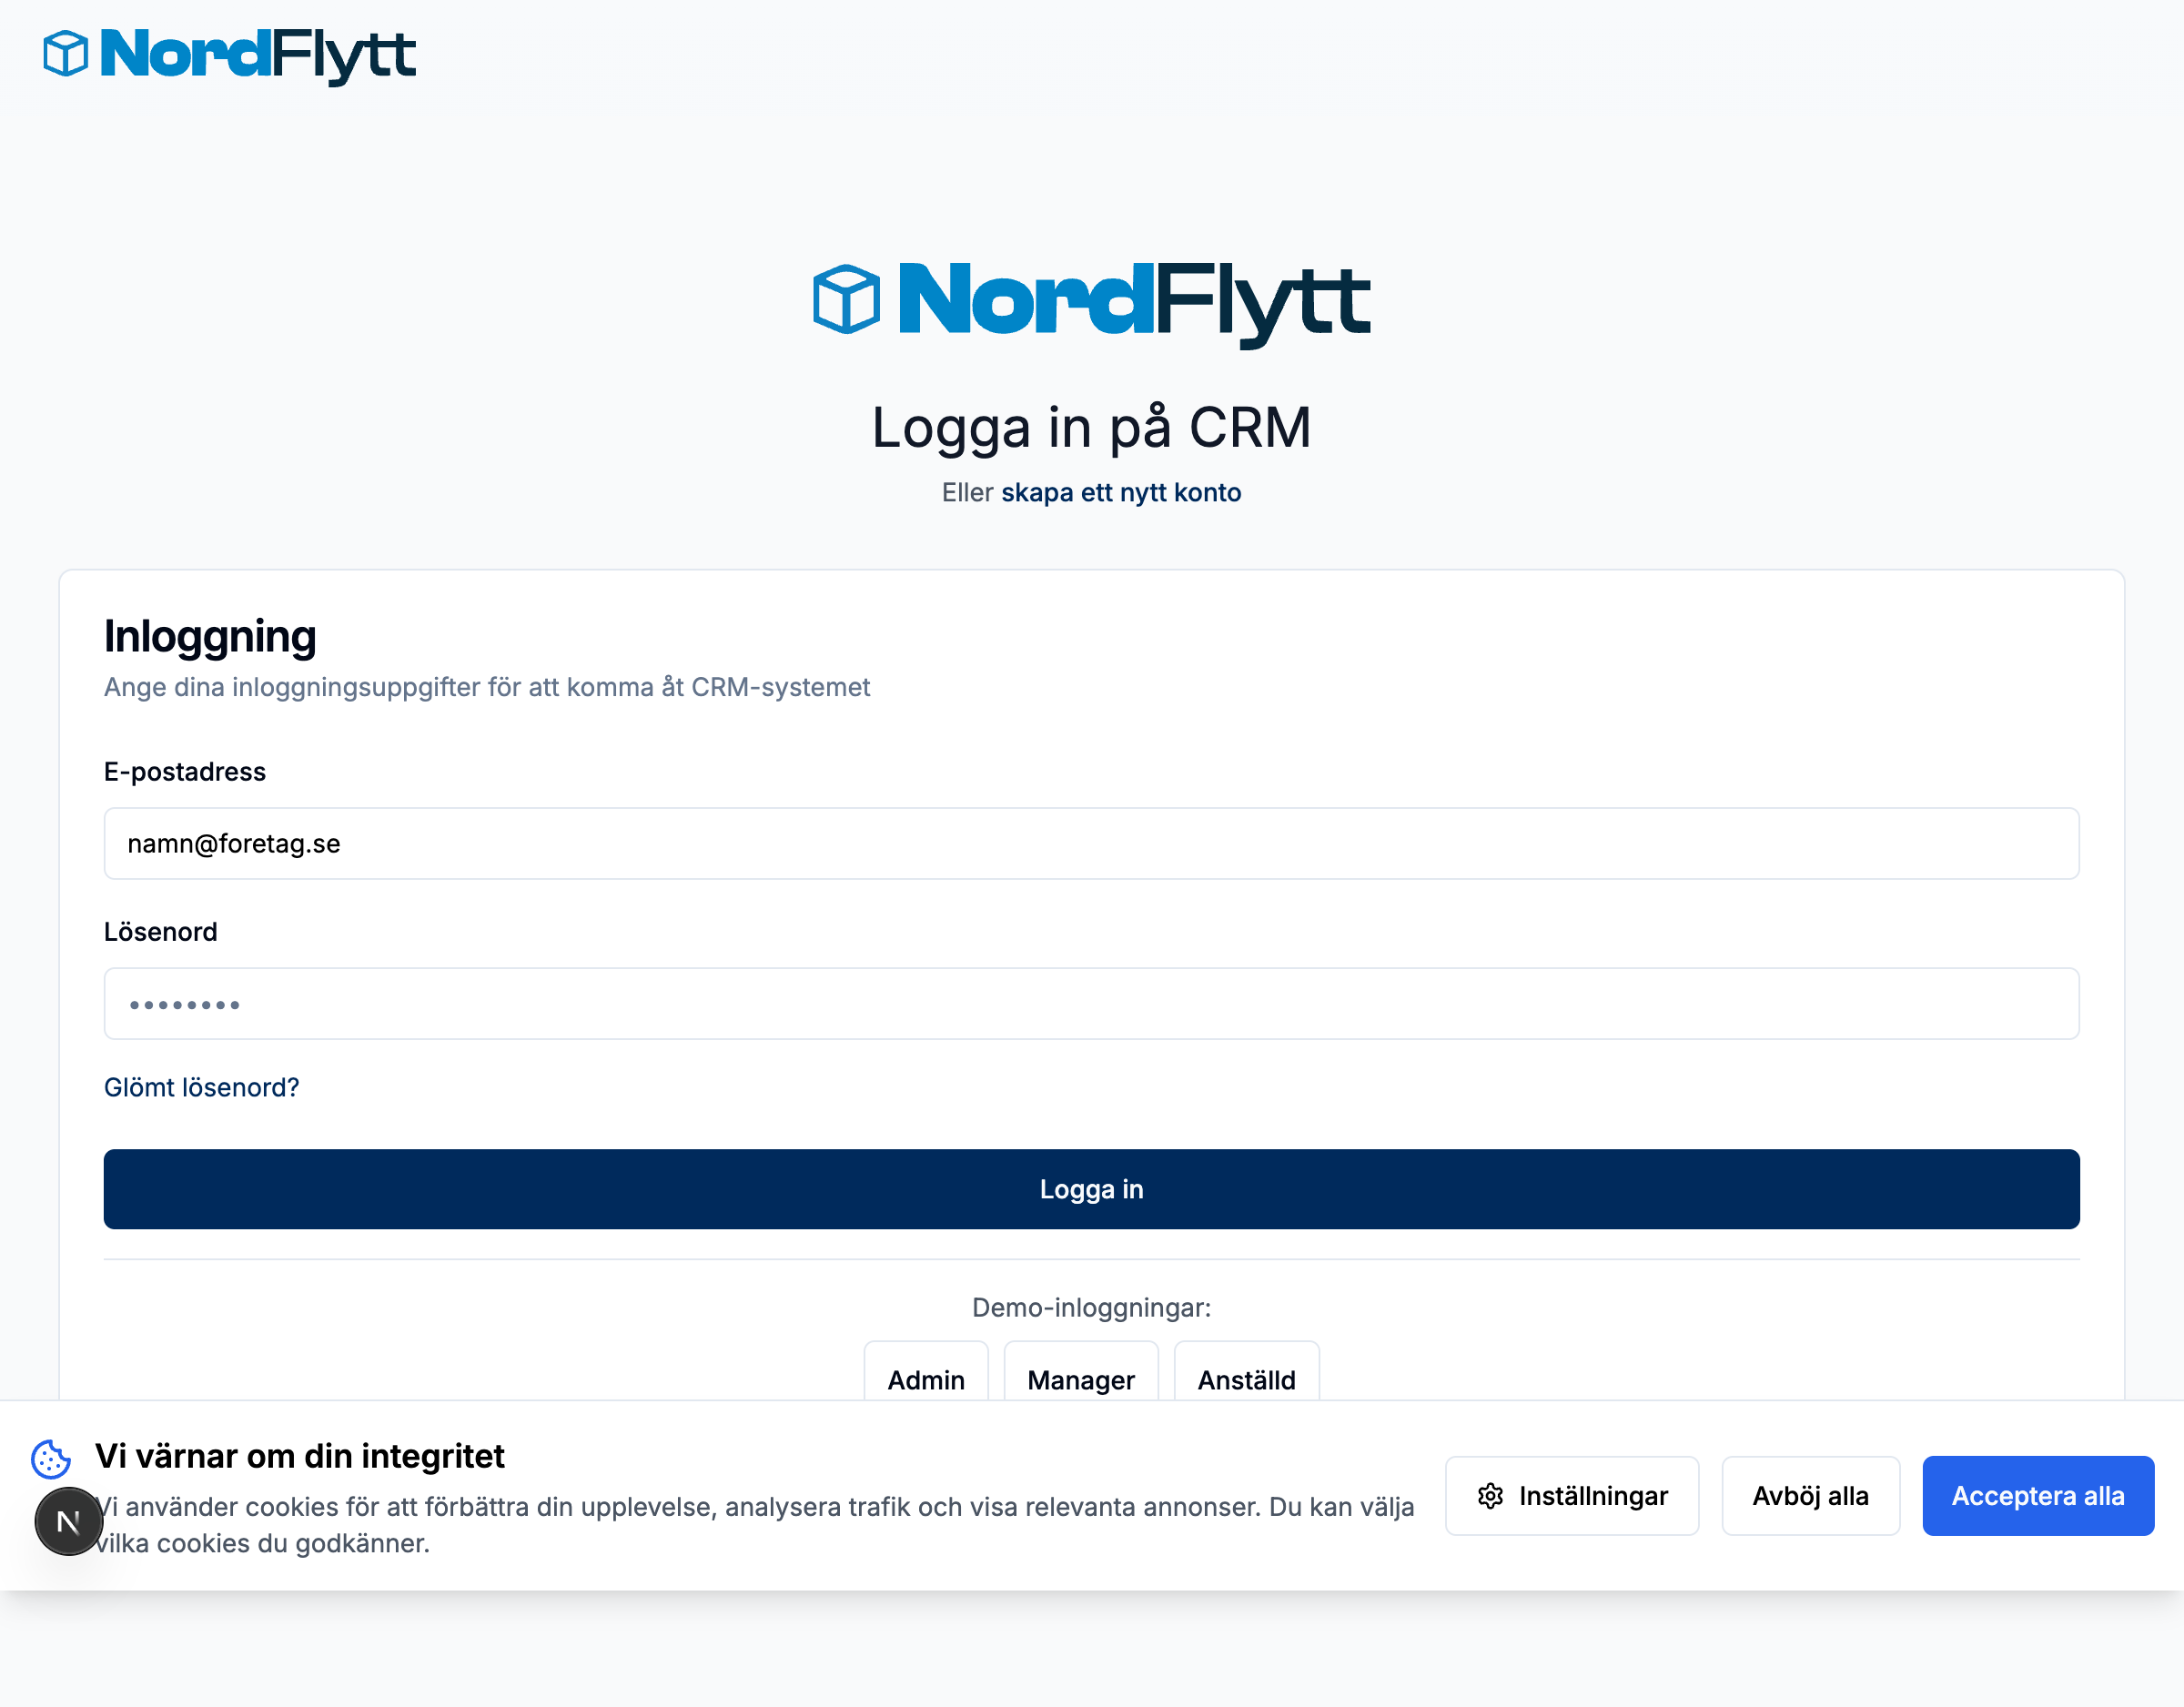 NordFlytt
NordFlytt
Logga in på CRM
Eller skapa ett nytt konto
Inloggning
Ange dina inloggningsuppgifter för att komma åt CRM-systemet
E-postadress
namn@foretag.se
Lösenord
••••••••
Glömt lösenord?
Logga in
Demo-inloggningar:
Admin Manager Anställd
Vi värnar om din integritet
Vi använder cookies för att förbättra din upplevelse, analysera trafik och visa relevanta annonser. Du kan välja
vilka cookies du godkänner.
N
Inställningar Avböj alla Acceptera alla